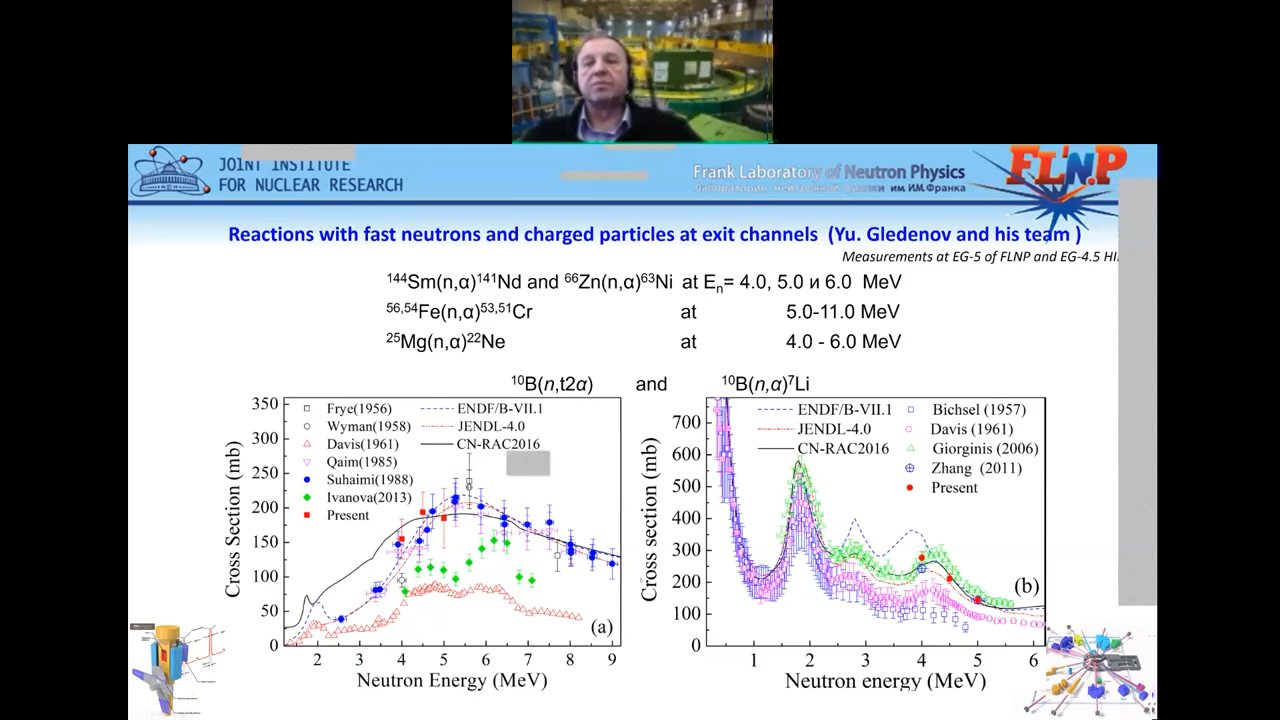 JOINT INSTITUTE
FOR NUCLEAR RESEARCH
Frank Laboratory of Neutron Physics
Лаборатория нейтронной физики им. И.М. Франка
FLNP
Reactions with fast neutrons and charged particles at exit channels (Yu. Gledenov and his team )
Measurements at EG-5 of FLNP and EG-4.5
¹⁴⁴Sm(n,α)¹⁴¹Nd and ⁶⁶Zn(n,α)⁶³Ni at Eₙ= 4.0, 5.0 и 6.0 MeV
⁵⁶,⁵⁴Fe(n,α)⁵³,⁵¹Cr at 5.0-11.0 MeV
²⁵Mg(n,α)²²Ne at 4.0 - 6.0 MeV
¹⁰B(n,t2α) and ¹⁰B(n,α)⁷Li
Cross Section (mb)
350
300
250
200
150
100
50
0
Frye(1956)
Wyman(1958)
Davis(1961)
Qaim(1985)
Suhaimi(1988)
Ivanova(2013)
Present
ENDF/B-VII.1
JENDL-4.0
CN-RAC2016
(a)
2 3 4 5 6 7 8 9
Neutron Energy (MeV)
Cross section (mb)
700
600
500
400
300
200
100
0
ENDF/B-VII.1
JENDL-4.0
CN-RAC2016
Bichsel (1957)
Davis (1961)
Giorginis (2006)
Zhang (2011)
Present
(b)
1 2 3 4 5 6
Neutron energy (MeV)